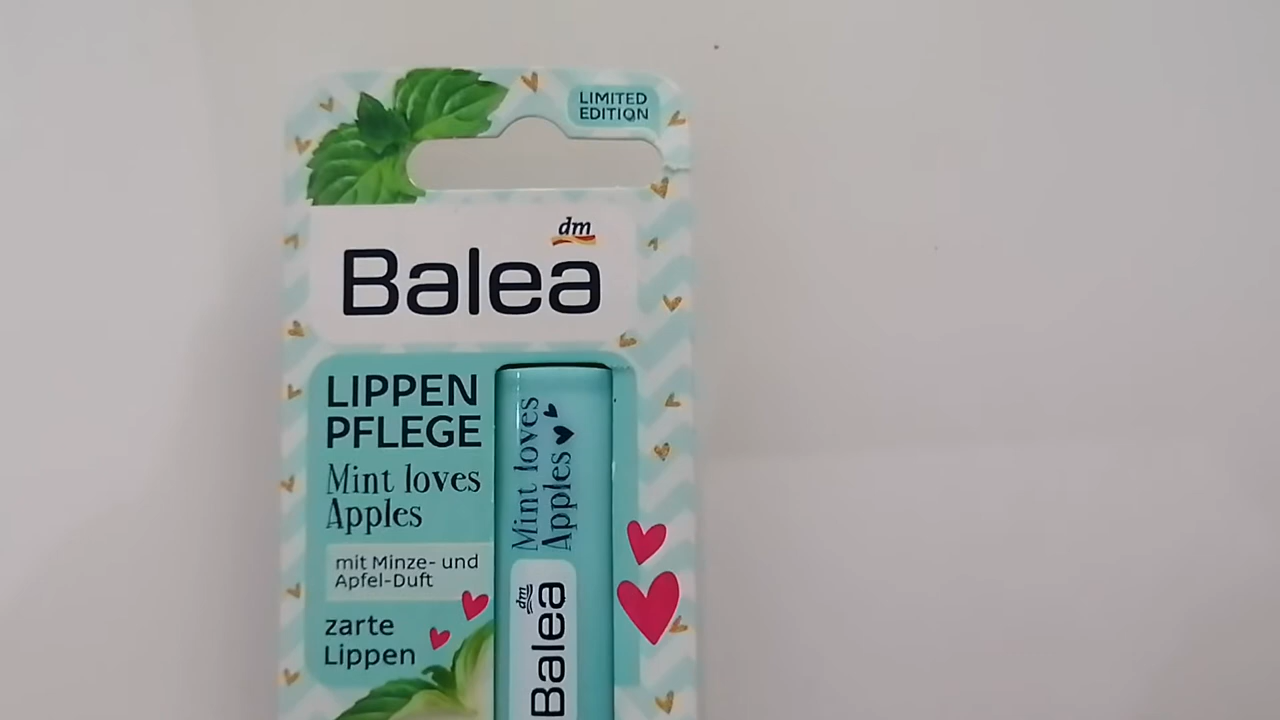 LIMITED
EDITION
dm
Balea
LIPPEN
PFLEGE
Mint loves
Apples
mit Minze- und
Apfel-Duft
zarte
Lippen
Mint loves
Apples
dm
Balea